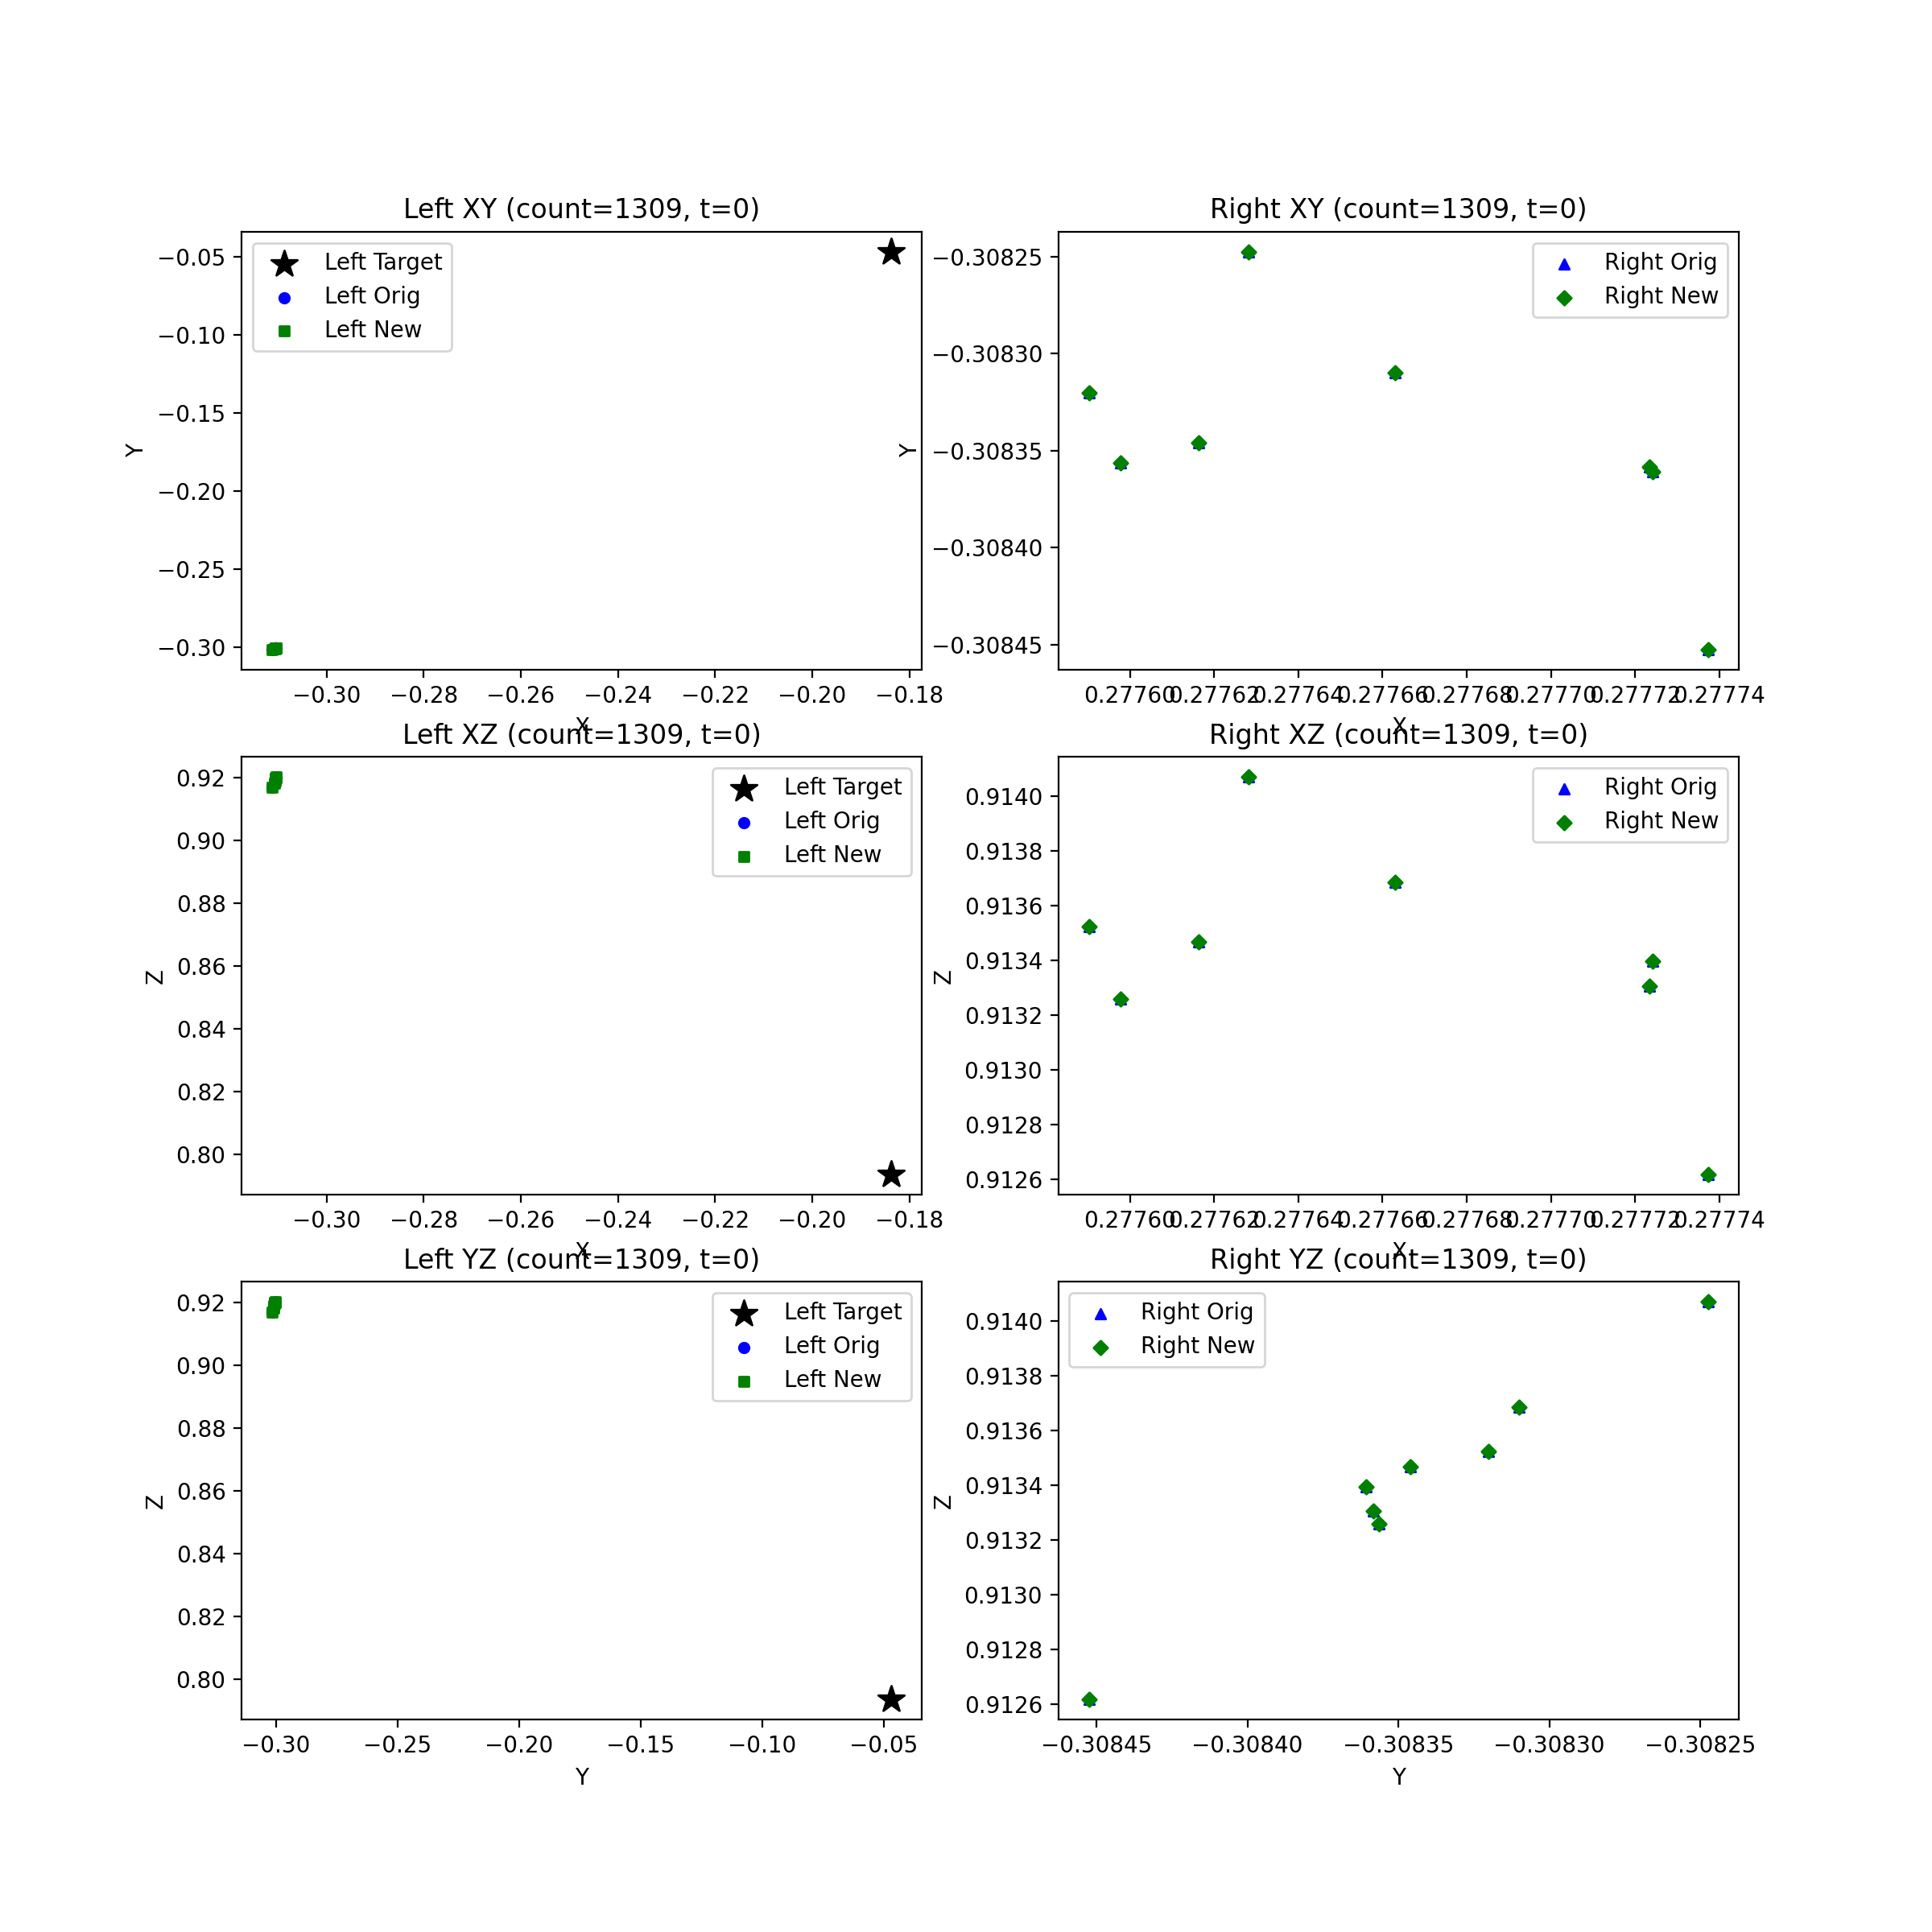 Left XY (count=1309, t=0)
−0.05
−0.10
−0.15
−0.20
−0.25
−0.30
Y
Left Target
Left Orig
Left New
−0.30 −0.28 −0.26 −0.24 −0.22 −0.20 −0.18
X
Right XY (count=1309, t=0)
−0.30825
−0.30830
−0.30835
−0.30840
−0.30845
Y
Right Orig
Right New
0.27760 0.27762 0.27764 0.27766 0.27768 0.27770 0.27772 0.27774
X
Left XZ (count=1309, t=0)
0.92
0.90
0.88
0.86
0.84
0.82
0.80
Z
Left Target
Left Orig
Left New
−0.30 −0.28 −0.26 −0.24 −0.22 −0.20 −0.18
X
Right XZ (count=1309, t=0)
0.9140
0.9138
0.9136
0.9134
0.9132
0.9130
0.9128
0.9126
Z
Right Orig
Right New
0.27760 0.27762 0.27764 0.27766 0.27768 0.27770 0.27772 0.27774
X
Left YZ (count=1309, t=0)
0.92
0.90
0.88
0.86
0.84
0.82
0.80
Z
Left Target
Left Orig
Left New
−0.30 −0.25 −0.20 −0.15 −0.10 −0.05
Y
Right YZ (count=1309, t=0)
0.9140
0.9138
0.9136
0.9134
0.9132
0.9130
0.9128
0.9126
Z
Right Orig
Right New
−0.30845 −0.30840 −0.30835 −0.30830 −0.30825
Y